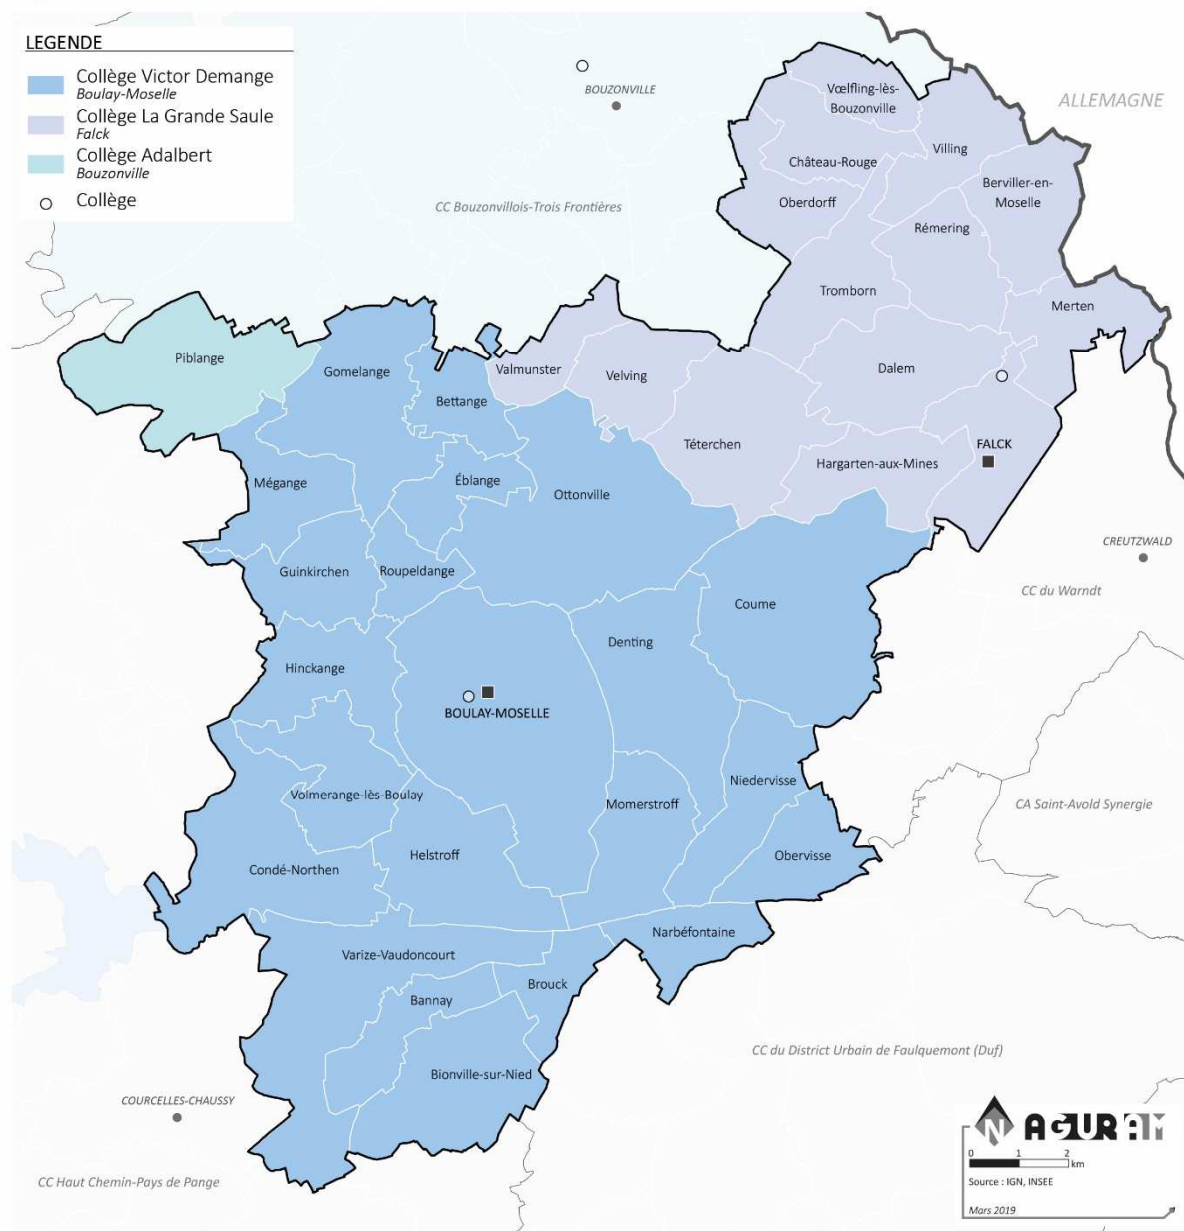 LEGENDE
Collège Victor Demange
Boulay-Moselle
Collège La Grande Saule
Falck
Collège Adalbert
Bouzonville
Collège
BOUZONVILLE
ALLEMAGNE
CC Bouzonvillois-Trois Frontières
Vœlfling-lès-
Bouzonville
Villing
Château-Rouge
Berviller-en-
Moselle
Oberdorff
Rémering
Tromborn
Merten
Piblange
Gomelange
Valmunster
Velving
Dalem
Bettange
Téterchen
FALCK
Hargarten-aux-Mines
Mégange
Éblange
Ottonville
CREUTZWALD
Guinkirchen
Roupeldange
CC du Warndt
Coume
Denting
Hinckange
BOULAY-MOSELLE
Niedervisse
Volmerange-lès-Boulay
Momerstroff
CA Saint-Avold Synergie
Helstroff
Obervisse
Condé-Northen
Narbéfontaine
Varize-Vaudoncourt
Brouck
Bannay
CC du District Urbain de Faulquemont (Duf)
Bionville-sur-Nied
COURCELLES-CHAUSSY
CC Haut Chemin-Pays de Pange
N AGURAM
0 1 2
km
Source : IGN, INSEE
Mars 2019